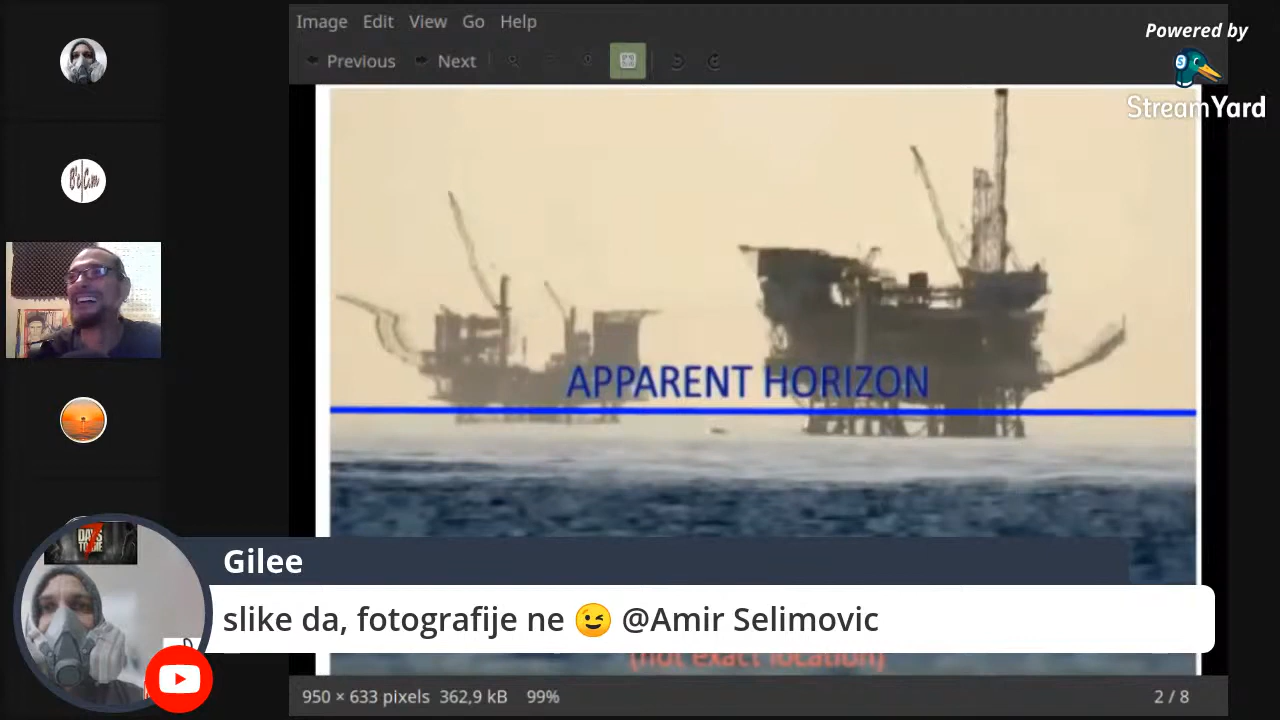 Image Edit View Go Help
Previous Next
Powered by
StreamYard
APPARENT HORIZON
Gilee
slike da, fotografije ne 😉 @Amir Selimovic
(not exact location)
950 × 633 pixels 362,9 kB 99%
2 / 8